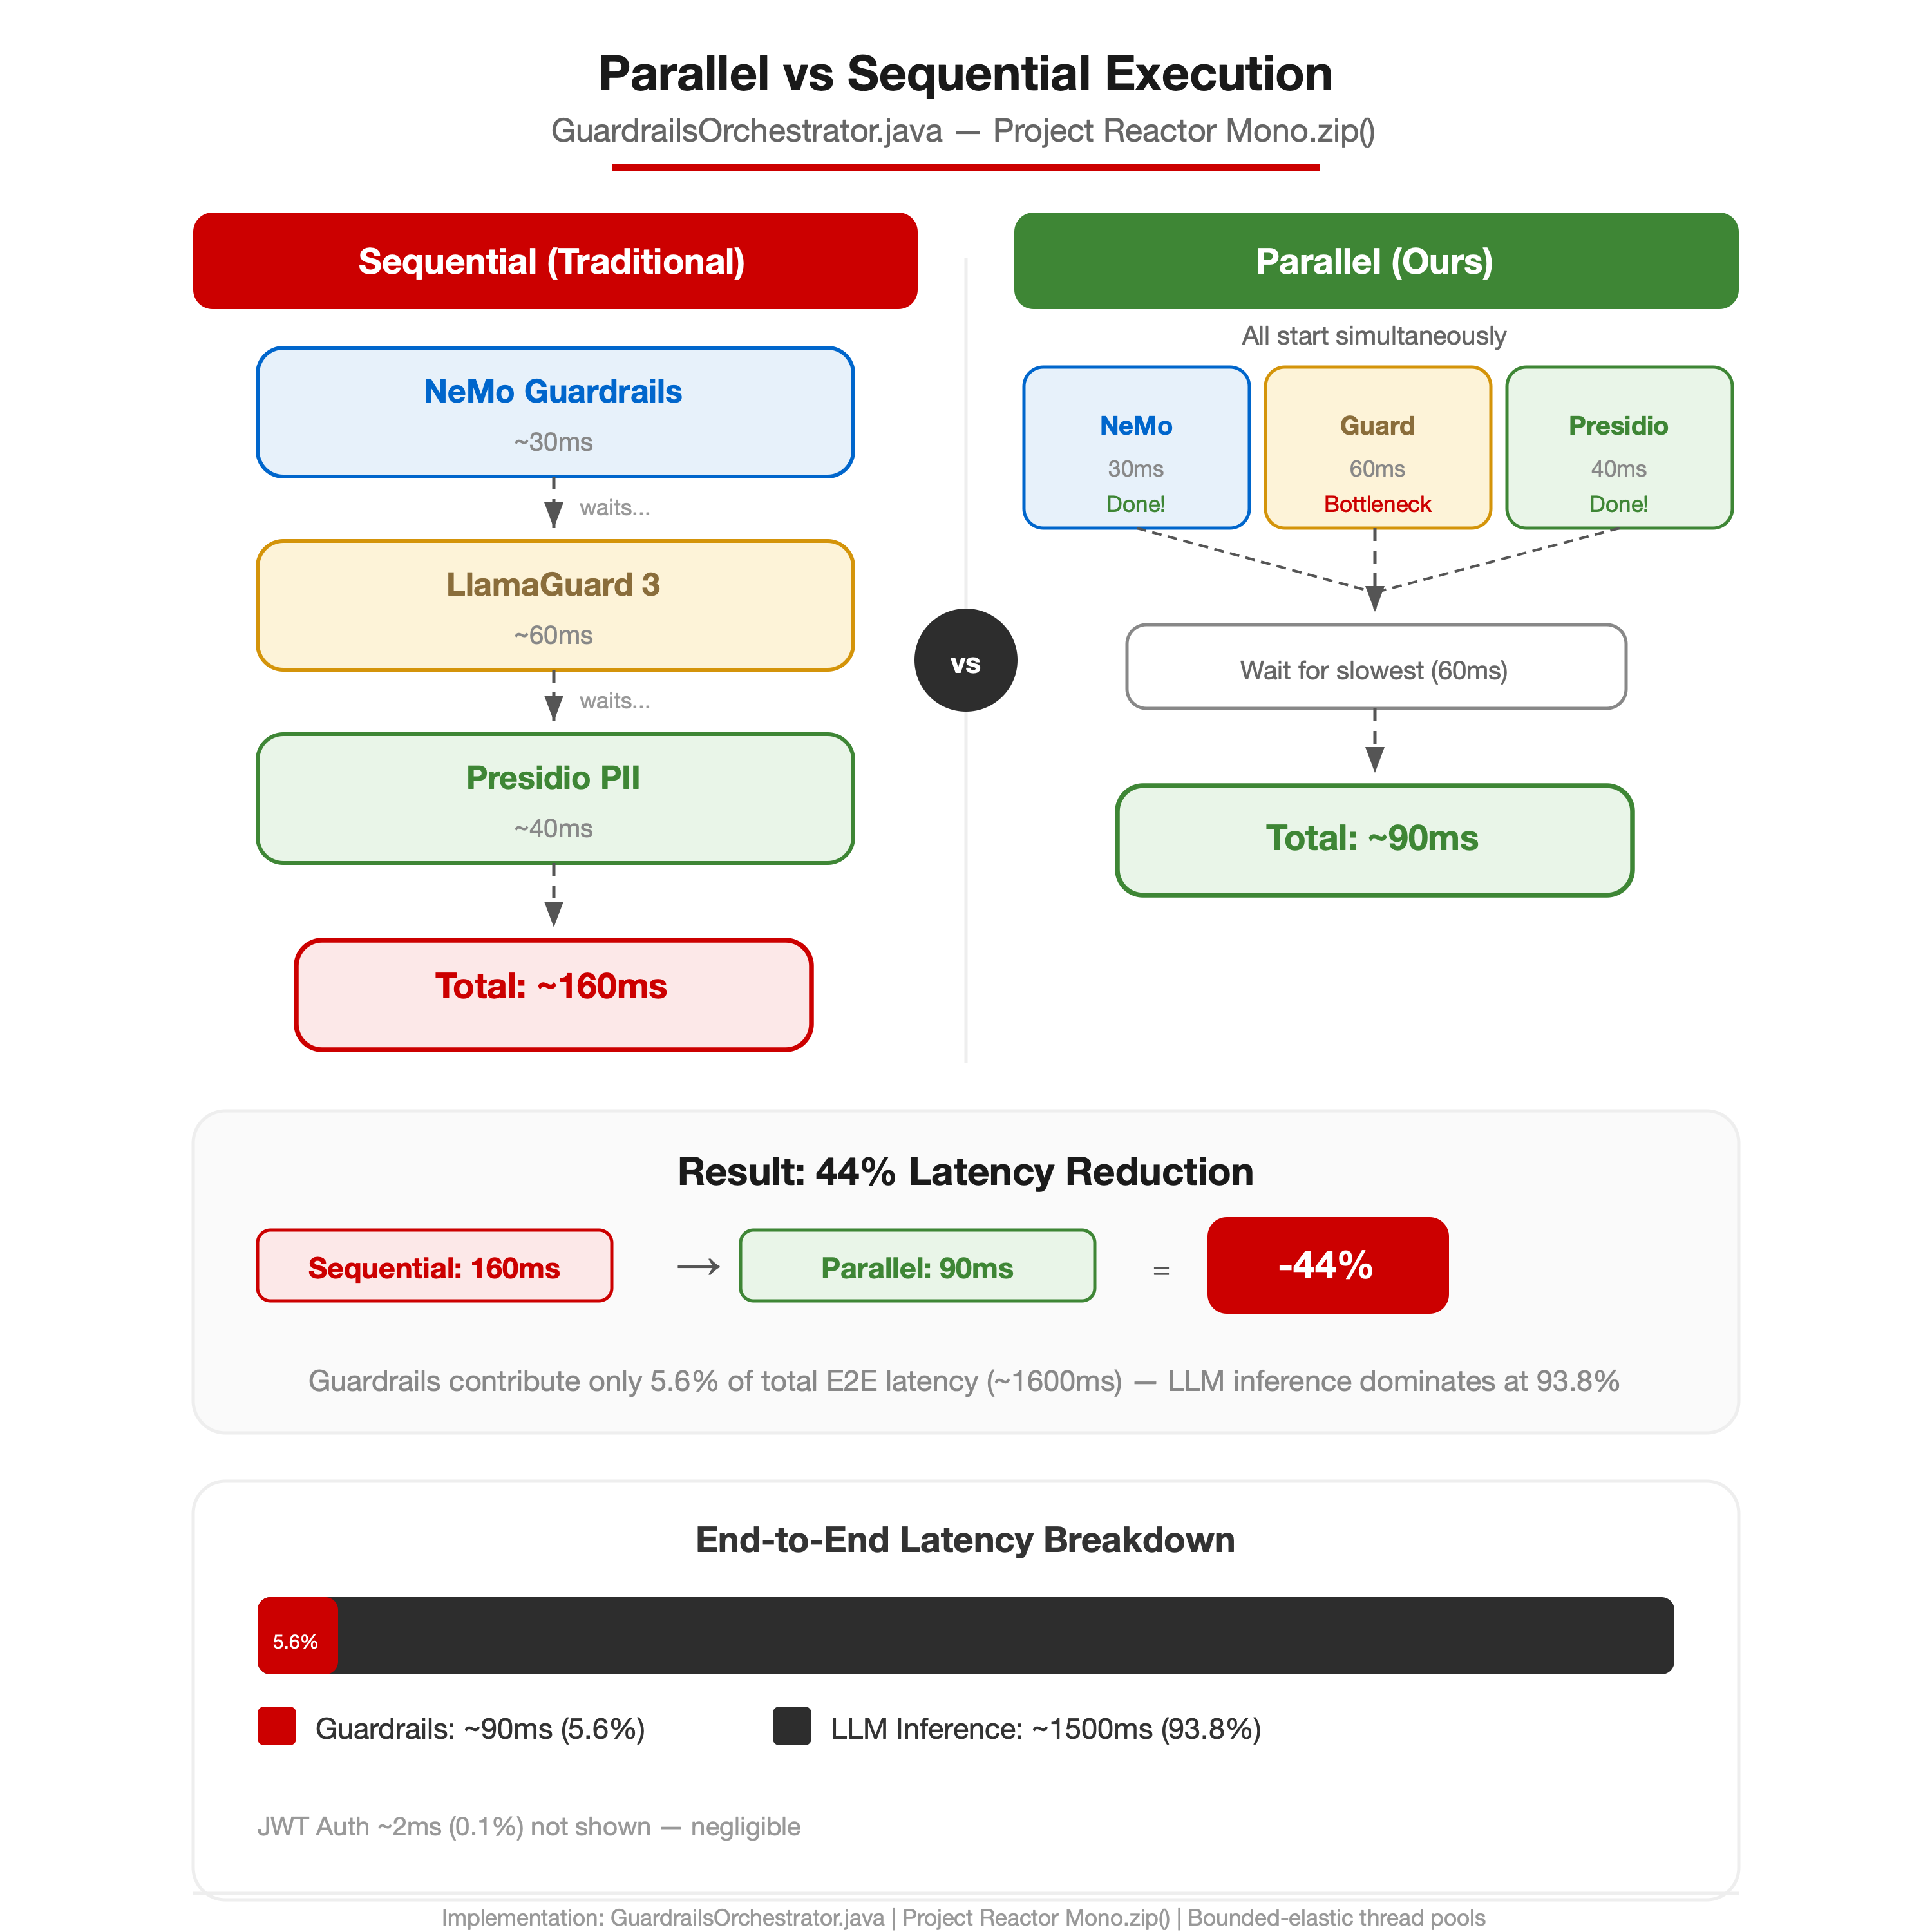 Parallel vs Sequential Execution
GuardrailsOrchestrator.java — Project Reactor Mono.zip()
Sequential (Traditional)
NeMo Guardrails
~30ms
waits...
LlamaGuard 3
~60ms
waits...
Presidio PII
~40ms
Total: ~160ms
vs
Parallel (Ours)
All start simultaneously
NeMo
30ms
Done!
Guard
60ms
Bottleneck
Presidio
40ms
Done!
Wait for slowest (60ms)
Total: ~90ms
Result: 44% Latency Reduction
Sequential: 160ms → Parallel: 90ms = -44%
Guardrails contribute only 5.6% of total E2E latency (~1600ms) — LLM inference dominates at 93.8%
End-to-End Latency Breakdown
5.6%
Guardrails: ~90ms (5.6%)
LLM Inference: ~1500ms (93.8%)
JWT Auth ~2ms (0.1%) not shown — negligible
Implementation: GuardrailsOrchestrator.java | Project Reactor Mono.zip() | Bounded-elastic thread pools